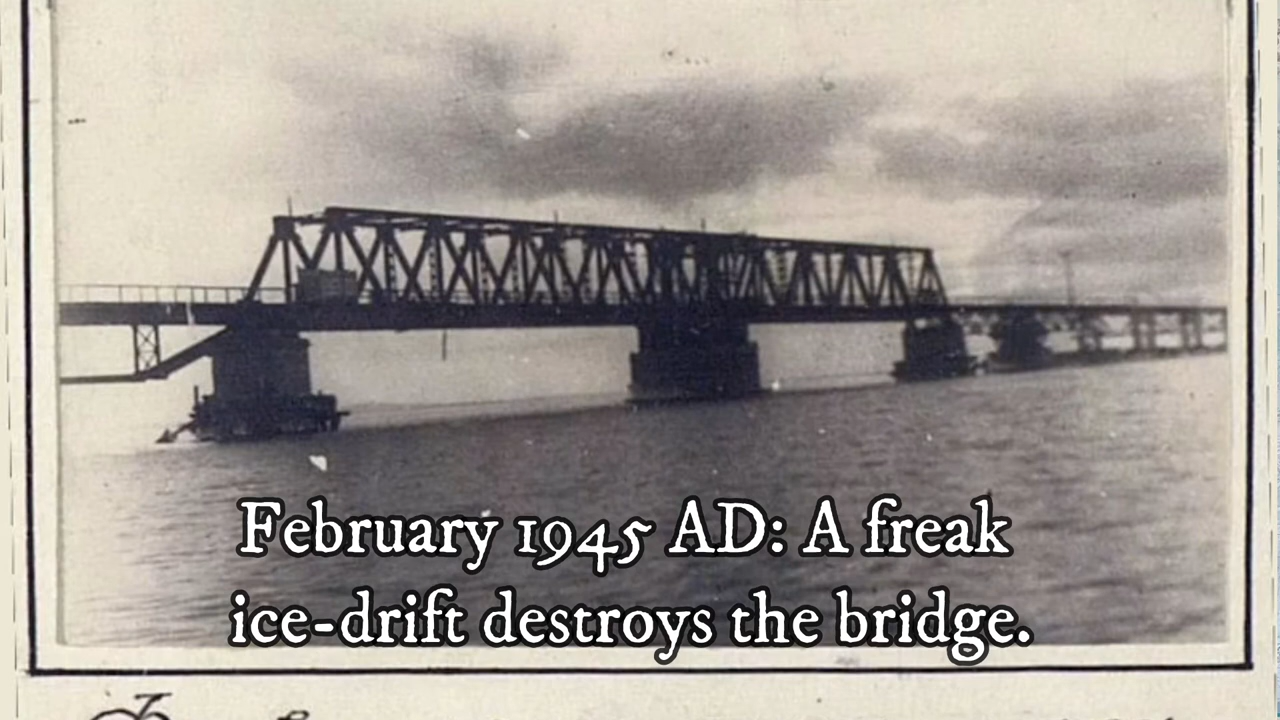 February 1945 AD: A freak
ice-drift destroys the bridge.